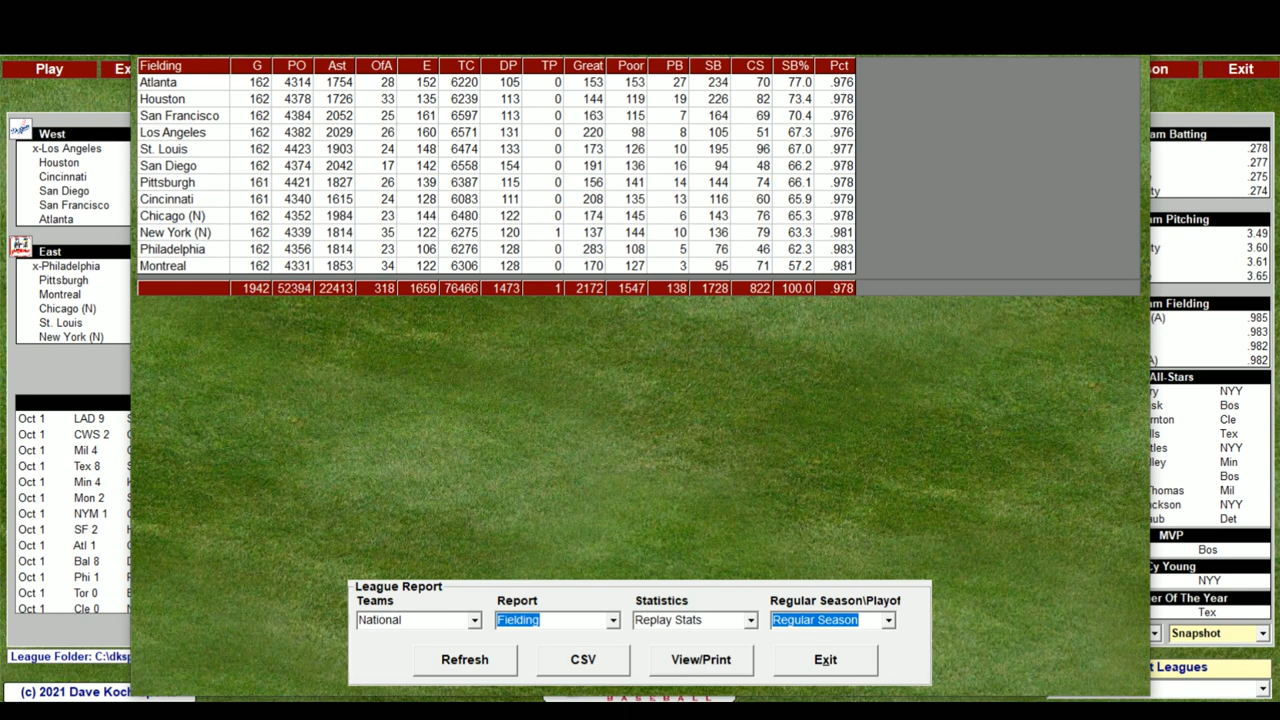 Play
Exit
Fielding G PO Ast OfA E TC DP TP Great Poor PB SB CS SB% Pct
Atlanta 162 4314 1754 28 152 6220 105 0 153 153 27 234 70 77.0 .976
Houston 162 4378 1726 33 135 6239 113 0 144 119 19 226 82 73.4 .978
San Francisco 162 4384 2052 25 161 6597 113 0 163 115 7 164 69 70.4 .976
Los Angeles 162 4382 2029 26 160 6571 131 0 220 98 8 105 51 67.3 .976
St. Louis 162 4423 1903 24 148 6474 133 0 173 126 10 195 96 67.0 .977
San Diego 162 4374 2042 17 142 6558 154 0 191 136 16 94 48 66.2 .978
Pittsburgh 161 4421 1827 26 139 6387 115 0 156 141 14 144 74 66.1 .978
Cincinnati 161 4340 1615 24 128 6083 111 0 208 135 13 116 60 65.9 .979
Chicago (N) 162 4352 1984 23 144 6480 122 0 174 145 6 143 76 65.3 .978
New York (N) 162 4339 1814 35 122 6275 120 1 137 144 10 136 79 63.3 .981
Philadelphia 162 4356 1814 23 106 6276 128 0 283 108 5 76 46 62.3 .983
Montreal 162 4331 1853 34 122 6306 128 0 170 127 3 95 71 57.2 .981
1942 52394 22413 318 1659 76466 1473 1 2172 1547 138 1728 822 100.0 .978
West
x-Los Angeles
Houston
Cincinnati
San Diego
San Francisco
Atlanta
East
x-Philadelphia
Pittsburgh
Montreal
Chicago (N)
St. Louis
New York (N)
Oct 1 LAD 9
Oct 1 CWS 2
Oct 1 Mil 4
Oct 1 Tex 8
Oct 1 Min 4
Oct 1 Mon 2
Oct 1 NYM 1
Oct 1 SF 2
Oct 1 Atl 1
Oct 1 Bal 8
Oct 1 Phi 1
Oct 1 Tor 0
Oct 1 Cle 0
League Folder: C:\dksp
(c) 2021 Dave Koch
am Batting
.278
.277
.275
.274
am Pitching
3.49
3.60
3.61
3.65
am Fielding
(A) .985
.983
.982
.982
All-Stars
NYY
Bos
Cle
Tex
NYY
Min
Bos
Thomas Mil
NYY
Det
MVP
Bos
Cy Young
NYY
er Of The Year
Tex
Snapshot
t Leagues
League Report
Teams Report Statistics Regular Season\Playof
National Fielding Replay Stats Regular Season
Refresh CSV View/Print Exit
BASEBALL